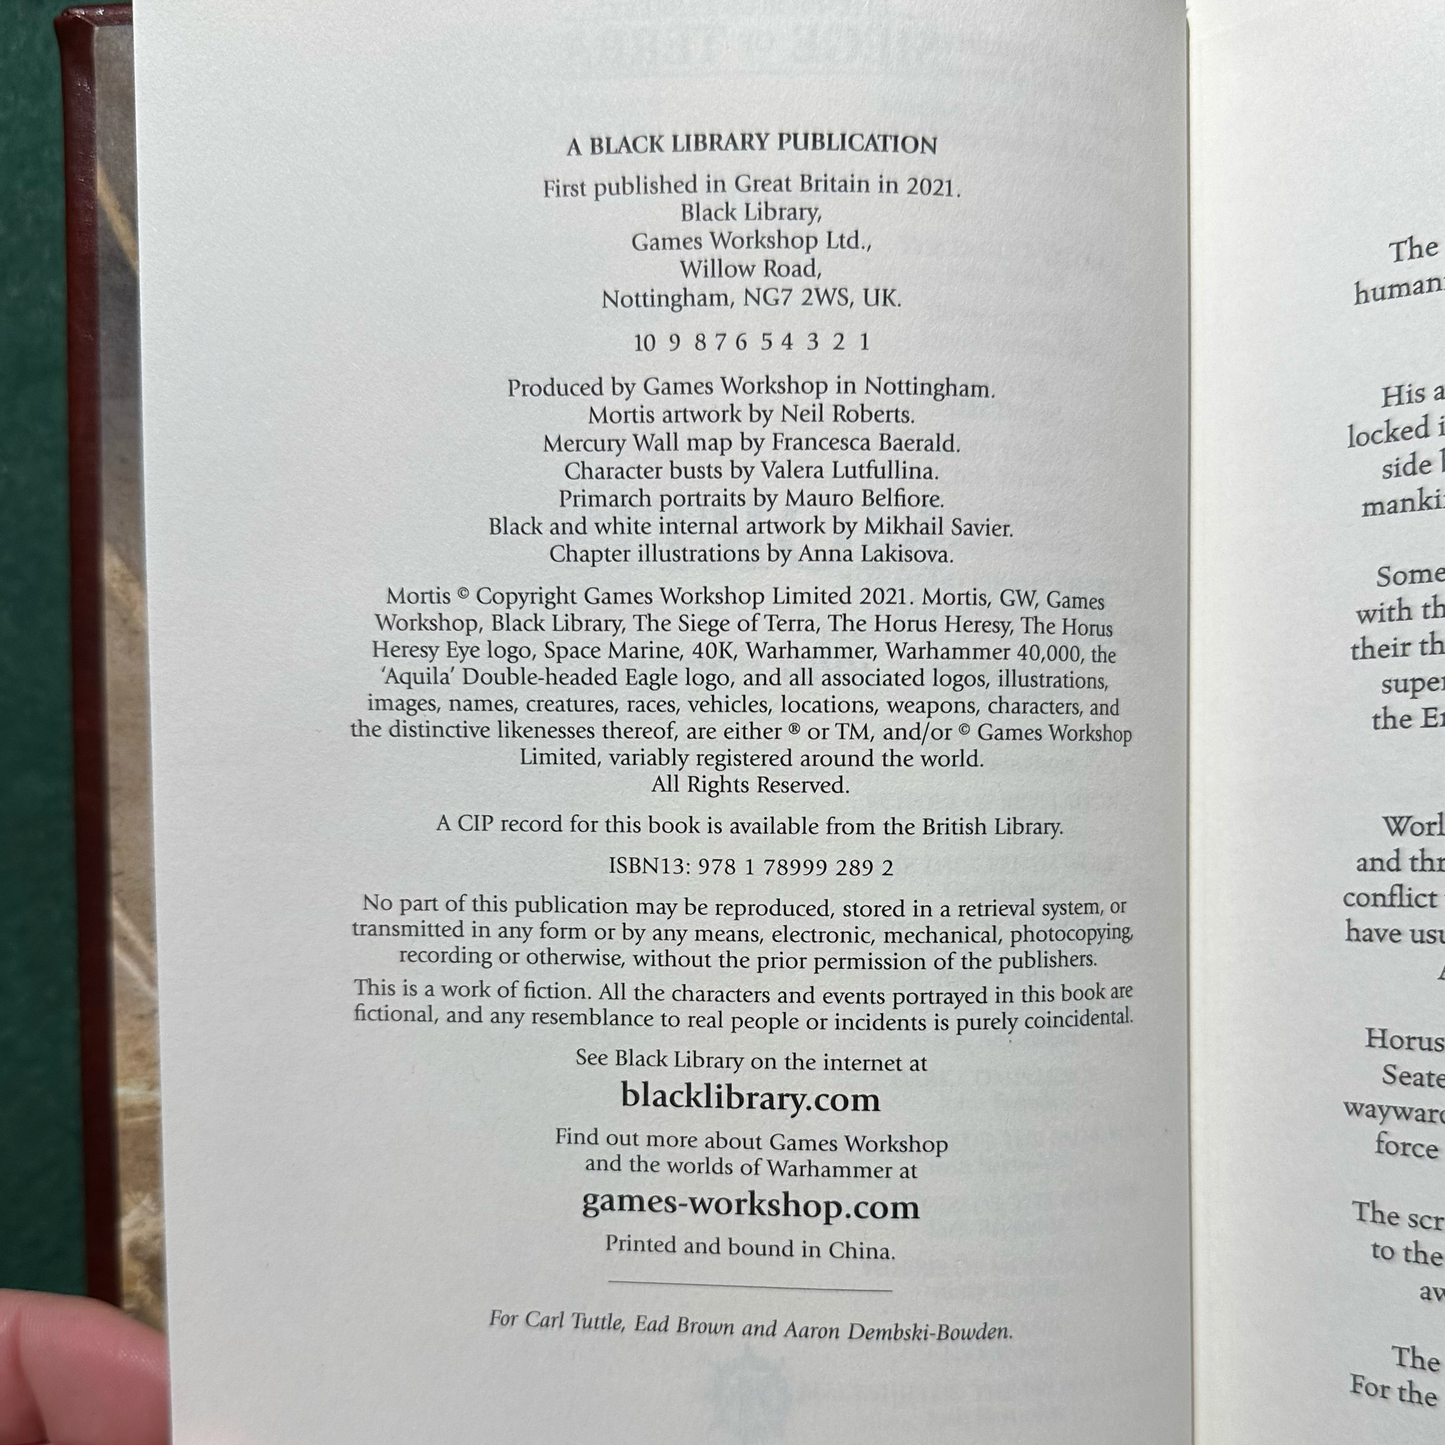 A BLACK LIBRARY PUBLICATION
First published in Great Britain in 2021.
Black Library,
Games Workshop Ltd.,
Willow Road,
Nottingham, NG7 2WS, UK.
10 9 8 7 6 5 4 3 2 1
Produced by Games Workshop in Nottingham.
Mortis artwork by Neil Roberts.
Mercury Wall map by Francesca Baerald.
Character busts by Valera Lutfullina.
Primarch portraits by Mauro Belfiore.
Black and white internal artwork by Mikhail Savier.
Chapter illustrations by Anna Lakisova.
Mortis © Copyright Games Workshop Limited 2021. Mortis, GW, Games
Workshop, Black Library, The Siege of Terra, The Horus Heresy, The Horus
Heresy Eye logo, Space Marine, 40K, Warhammer, Warhammer 40,000, the
‘Aquila’ Double-headed Eagle logo, and all associated logos, illustrations,
images, names, creatures, races, vehicles, locations, weapons, characters, and
the distinctive likenesses thereof, are either ® or TM, and/or © Games Workshop
Limited, variably registered around the world.
All Rights Reserved.
A CIP record for this book is available from the British Library.
ISBN13: 978 1 78999 289 2
No part of this publication may be reproduced, stored in a retrieval system, or
transmitted in any form or by any means, electronic, mechanical, photocopying,
recording or otherwise, without the prior permission of the publishers.
This is a work of fiction. All the characters and events portrayed in this book are
fictional, and any resemblance to real people or incidents is purely coincidental.
See Black Library on the internet at
blacklibrary.com
Find out more about Games Workshop
and the worlds of Warhammer at
games-workshop.com
Printed and bound in China.
For Carl Tuttle, Ead Brown and Aaron Dembski-Bowden.
The
His
locked
side
Some
with
their
the
and
conflict
have
Horus
force
The
to the
The
For the